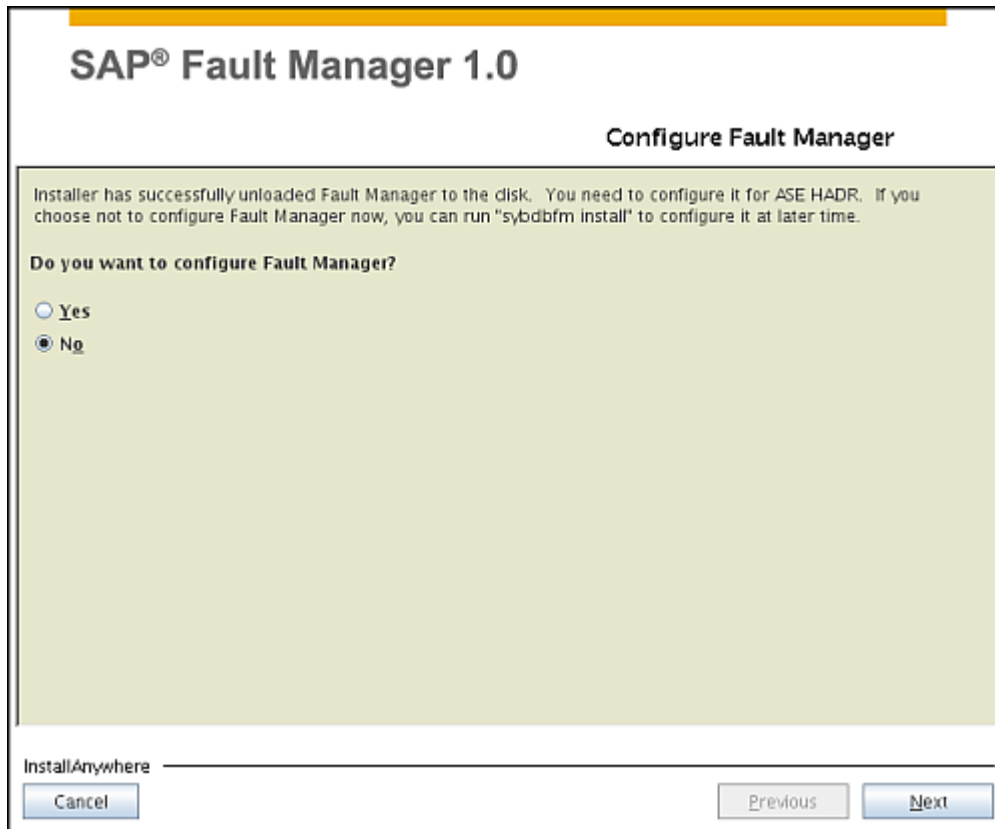 SAP® Fault Manager 1.0
Configure Fault Manager
Installer has successfully unloaded Fault Manager to the disk. You need to configure it for ASE HADR. If you
choose not to configure Fault Manager now, you can run "sybdbfm install" to configure it at later time.
Do you want to configure Fault Manager?
Yes
No
InstallAnywhere
Cancel
Previous
Next